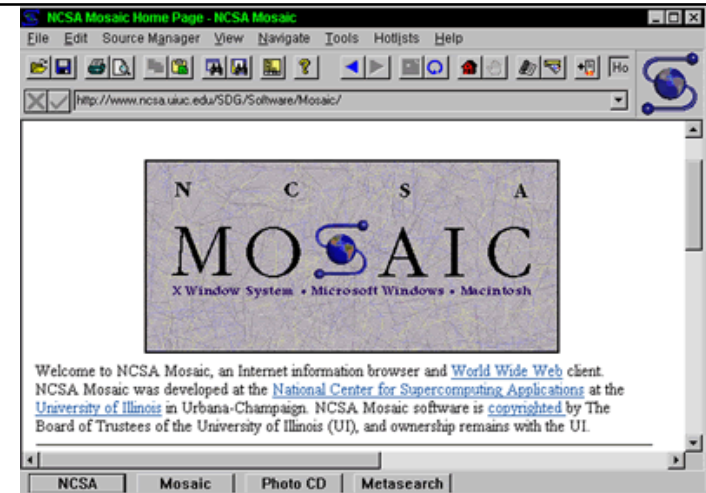 NCSA Mosaic Home Page - NCSA Mosaic
File Edit Source Manager View Navigate Tools Hotlists Help
Ho
http://www.ncsa.uiuc.edu/SDG/Software/Mosaic/
N C S A
MOSAIC
X Window System • Microsoft Windows • Macintosh
Welcome to NCSA Mosaic, an Internet information browser and World Wide Web client.
NCSA Mosaic was developed at the National Center for Supercomputing Applications at the
University of Illinois in Urbana-Champaign. NCSA Mosaic software is copyrighted by The
Board of Trustees of the University of Illinois (UI), and ownership remains with the UI.
NCSA Mosaic Photo CD Metasearch